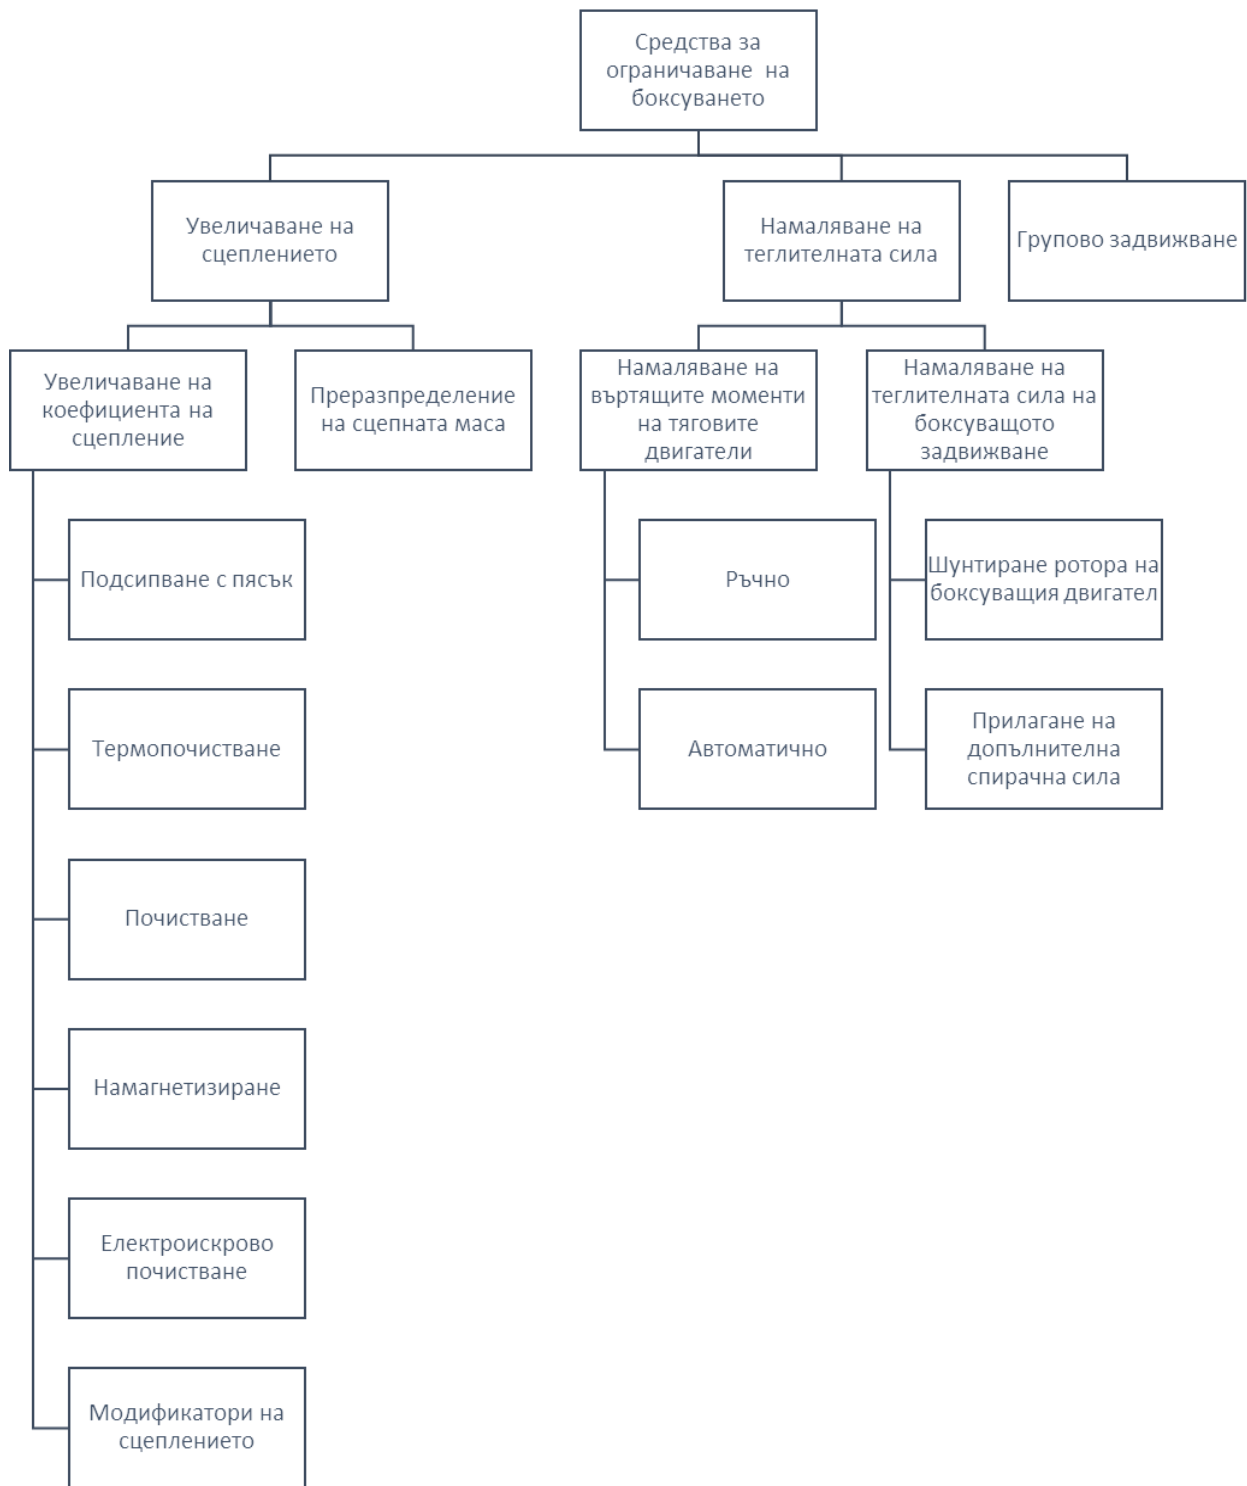 Средства за
ограничаване на
боксуването
Увеличаване на
сцеплението
Намаляване на
теглителната сила
Групово задвижване
Увеличаване на
коефициента на
сцепление
Преразпределение
на сцепната маса
Намаляване на
въртящите моменти
на тяговите
двигатели
Намаляване на
теглителната сила на
боксуващото
задвижване
Подсипване с пясък
Ръчно
Шунтиране ротора на
боксуващия двигател
Термопочистване
Автоматично
Прилагане на
допълнителна
спирачна сила
Почистване
Намагнетизиране
Електроискрово
почистване
Модификатори на
сцеплението